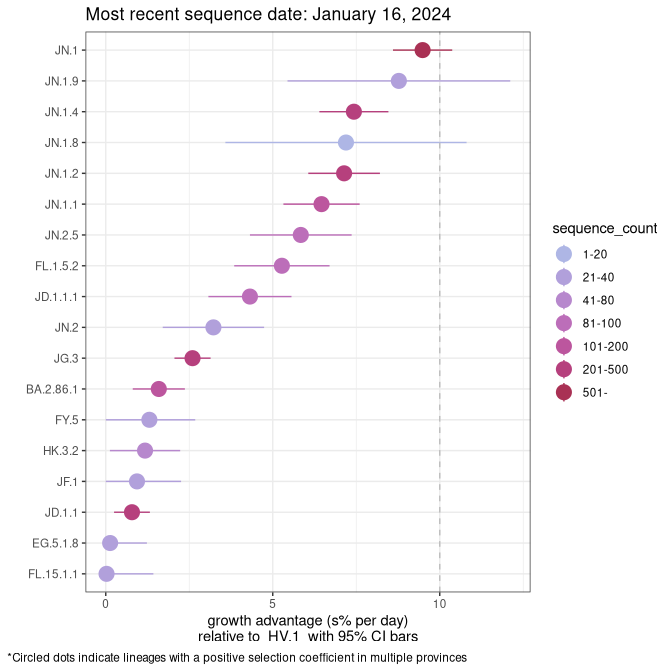 Most recent sequence date: January 16, 2024
JN.1
JN.1.9
JN.1.4
JN.1.8
JN.1.2
JN.1.1
JN.2.5
FL.1.5.2
JD.1.1.1
JN.2
JG.3
BA.2.86.1
FY.5
HK.3.2
JF.1
JD.1.1
EG.5.1.8
FL.15.1.1
0 5 10
growth advantage (s% per day)
relative to HV.1 with 95% CI bars
sequence_count
1-20
21-40
41-80
81-100
101-200
201-500
501-
*Circled dots indicate lineages with a positive selection coefficient in multiple provinces